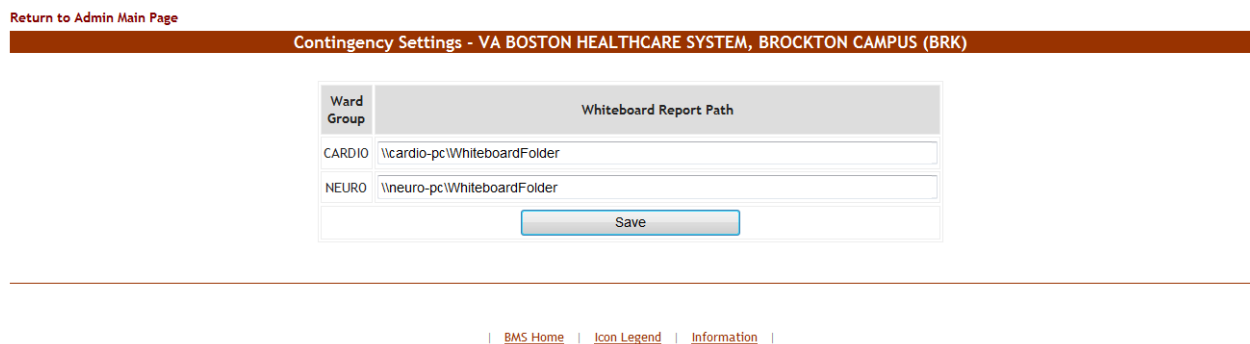 Return to Admin Main Page
Contingency Settings - VA BOSTON HEALTHCARE SYSTEM, BROCKTON CAMPUS (BRK)
Ward Group
Whiteboard Report Path
CARDIO \\cardio-pc\WhiteboardFolder
NEURO \\neuro-pc\WhiteboardFolder
Save
| BMS Home | Icon Legend | Information |